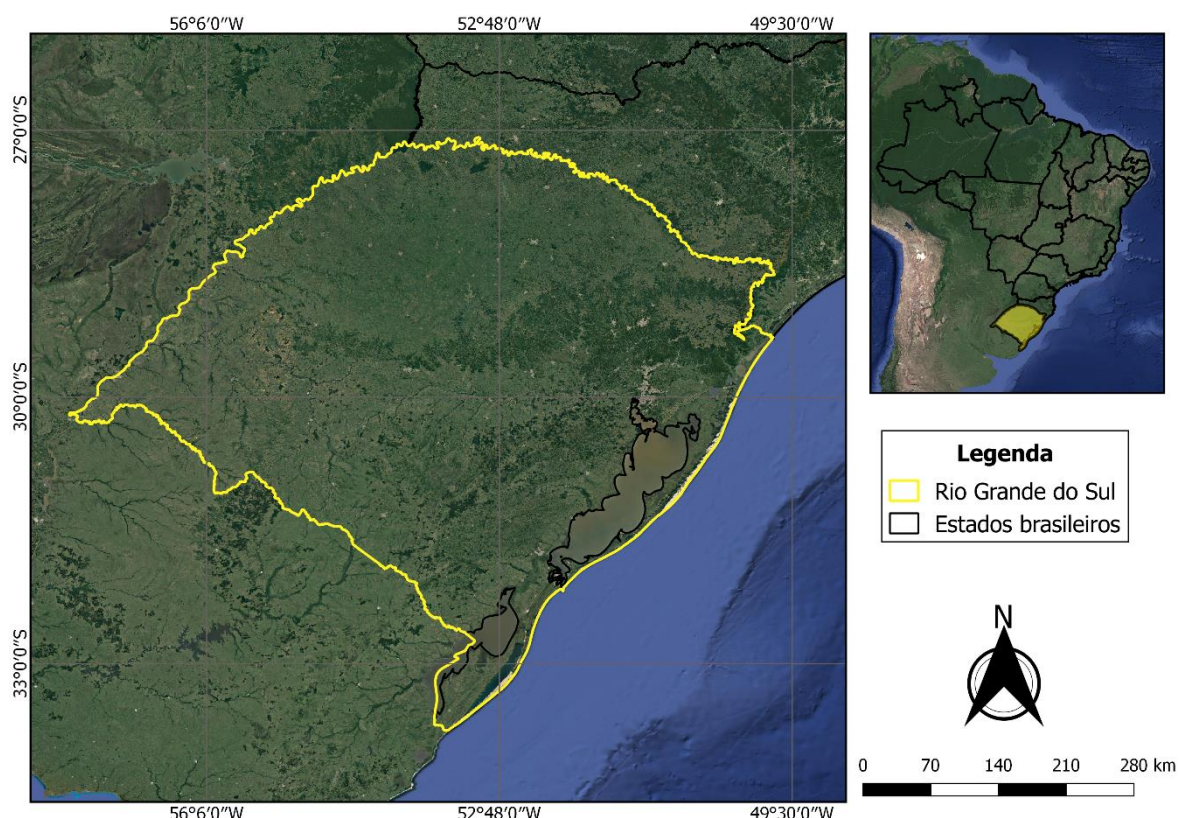 56°6′0″W 52°48′0″W 49°30′0″W
27°0′0″S
30°0′0″S
33°0′0″S
56°6′0″W 52°48′0″W 49°30′0″W
Legenda
Rio Grande do Sul
Estados brasileiros
N
0 70 140 210 280 km